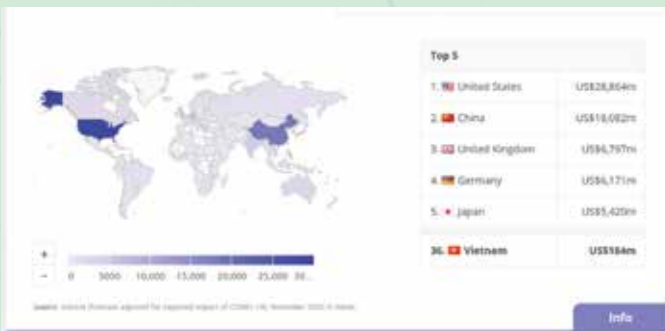 Top 5
1. United States US$28,864m
2. China US$18,082m
3. United Kingdom US$6,797m
4. Germany US$6,171m
5. Japan US$5,420m
36. Vietnam US$184m
+
-
0 5000 10,000 15,000 20,000 25,000 30...
Info